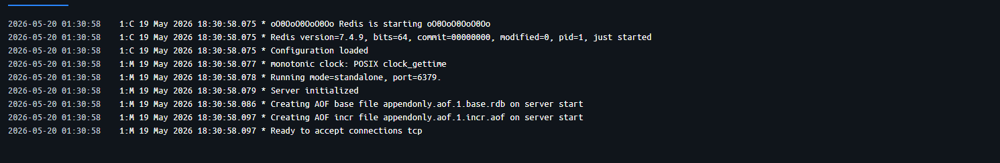 2026-05-20 01:30:58 1:C 19 May 2026 18:30:58.075 * oO0OoO0OoO0Oo Redis is starting oO0OoO0OoO0Oo
2026-05-20 01:30:58 1:C 19 May 2026 18:30:58.075 * Redis version=7.4.9, bits=64, commit=00000000, modified=0, pid=1, just started
2026-05-20 01:30:58 1:C 19 May 2026 18:30:58.075 * Configuration loaded
2026-05-20 01:30:58 1:M 19 May 2026 18:30:58.077 * monotonic clock: POSIX clock_gettime
2026-05-20 01:30:58 1:M 19 May 2026 18:30:58.078 * Running mode=standalone, port=6379.
2026-05-20 01:30:58 1:M 19 May 2026 18:30:58.079 * Server initialized
2026-05-20 01:30:58 1:M 19 May 2026 18:30:58.086 * Creating AOF base file appendonly.aof.1.base.rdb on server start
2026-05-20 01:30:58 1:M 19 May 2026 18:30:58.097 * Creating AOF incr file appendonly.aof.1.incr.aof on server start
2026-05-20 01:30:58 1:M 19 May 2026 18:30:58.097 * Ready to accept connections tcp